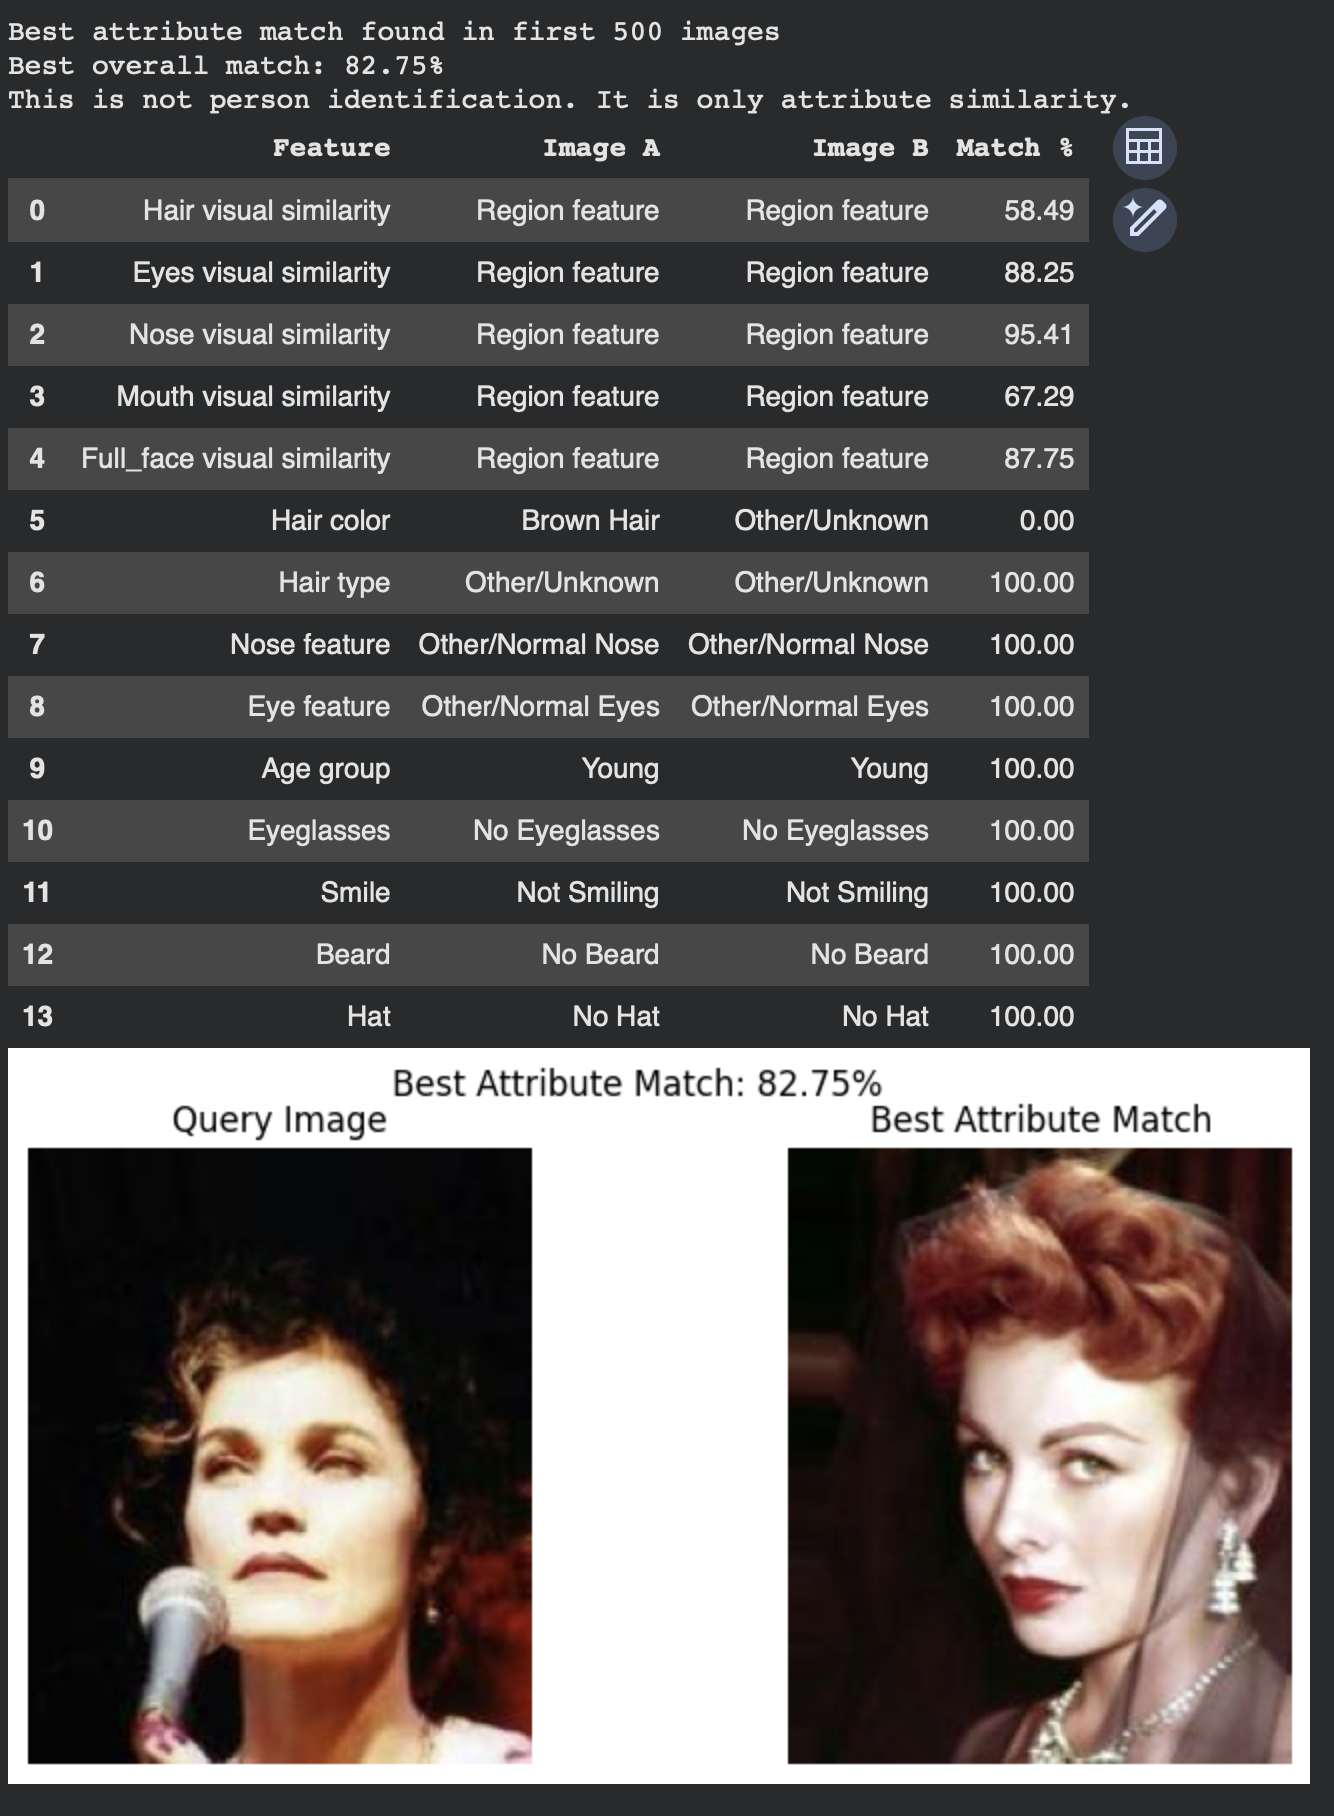 Best attribute match found in first 500 images
Best overall match: 82.75%
This is not person identification. It is only attribute similarity.
Feature Image A Image B Match %
0 Hair visual similarity Region feature Region feature 58.49
1 Eyes visual similarity Region feature Region feature 88.25
2 Nose visual similarity Region feature Region feature 95.41
3 Mouth visual similarity Region feature Region feature 67.29
4 Full_face visual similarity Region feature Region feature 87.75
5 Hair color Brown Hair Other/Unknown 0.00
6 Hair type Other/Unknown Other/Unknown 100.00
7 Nose feature Other/Normal Nose Other/Normal Nose 100.00
8 Eye feature Other/Normal Eyes Other/Normal Eyes 100.00
9 Age group Young Young 100.00
10 Eyeglasses No Eyeglasses No Eyeglasses 100.00
11 Smile Not Smiling Not Smiling 100.00
12 Beard No Beard No Beard 100.00
13 Hat No Hat No Hat 100.00
Best Attribute Match: 82.75%
Query Image Best Attribute Match